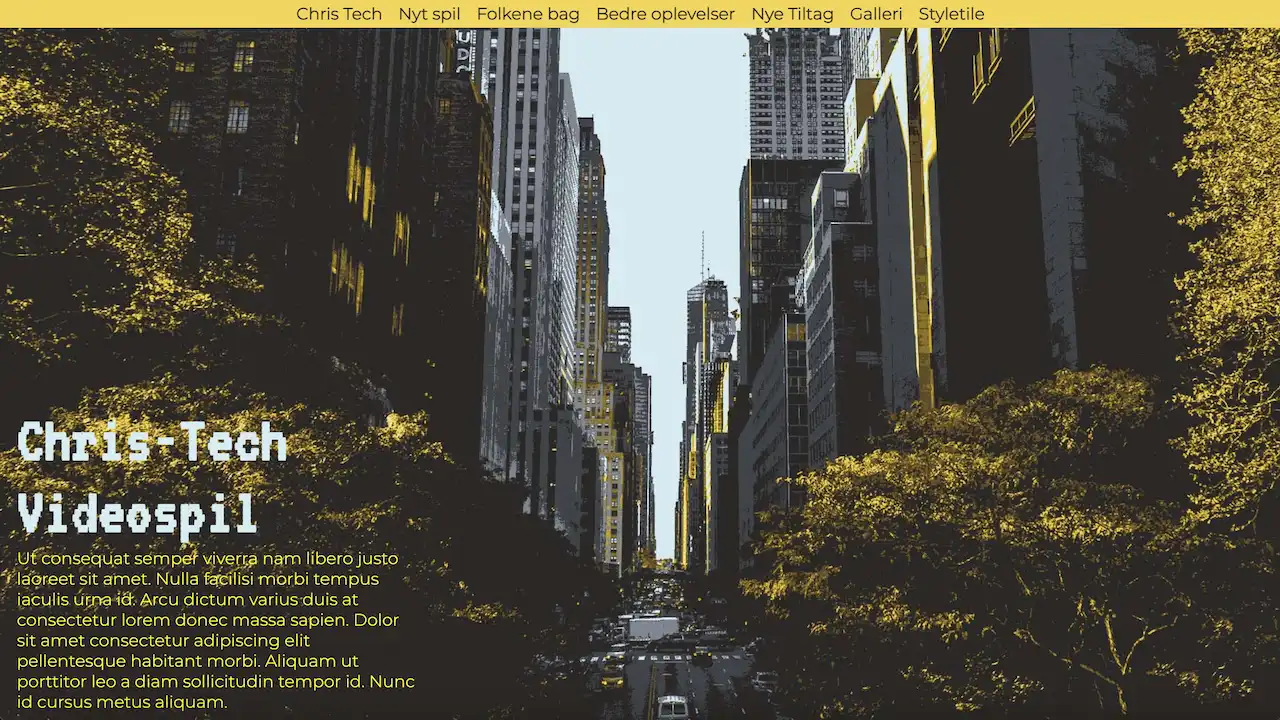 Chris Tech Nyt spil Folkene bag Bedre oplevelser Nye Tiltag Galleri Styletile
Chris-Tech
Videospil
Ut consequat semper viverra nam libero justo
laoreet sit amet. Nulla facilisi morbi tempus
iaculis urna id. Arcu dictum varius duis at
consectetur lorem donec massa sapien. Dolor
sit amet consectetur adipiscing elit
pellentesque habitant morbi. Aliquam ut
porttitor leo a diam sollicitudin tempor id. Nunc
id cursus metus aliquam.